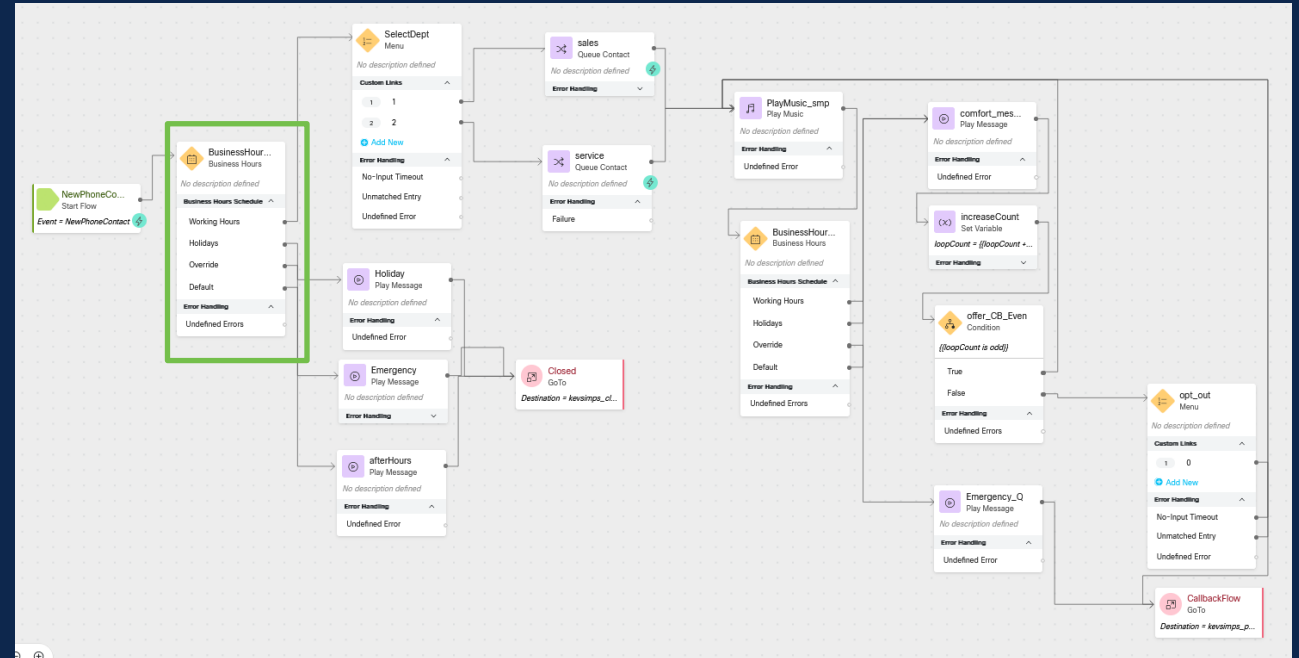 NewPhoneCo...
Start Flow
Event = NewPhoneContact
BusinessHour...
Business Hours
No description defined
Business Hours Schedule
Working Hours
Holidays
Override
Default
Error Handling
Undefined Errors
SelectDept
Menu
No description defined
Custom Links
1 1
2 2
Add New
Error Handling
No-Input Timeout
Unmatched Entry
Undefined Error
Holiday
Play Message
No description defined
Error Handling
Undefined Error
Emergency
Play Message
No description defined
Error Handling
afterHours
Play Message
No description defined
Error Handling
Undefined Error
sales
Queue Contact
No description defined
Error Handling
service
Queue Contact
No description defined
Error Handling
Failure
Closed
GoTo
Destination = kevsimps_cl...
PlayMusic_smp
Play Music
No description defined
Error Handling
Undefined Error
BusinessHour...
Business Hours
No description defined
Business Hours Schedule
Working Hours
Holidays
Override
Default
Error Handling
Undefined Errors
comfort_mes...
Play Message
No description defined
Error Handling
Undefined Error
increaseCount
Set Variable
loopCount = {{loopCount +...
Error Handling
offer_CB_Even
Condition
{{loopCount is odd}}
True
False
Error Handling
Undefined Errors
Emergency_Q
Play Message
No description defined
Error Handling
Undefined Error
opt_out
Menu
No description defined
Custom Links
1 0
Add New
Error Handling
No-Input Timeout
Unmatched Entry
Undefined Error
CallbackFlow
GoTo
Destination = kevsimps_p...